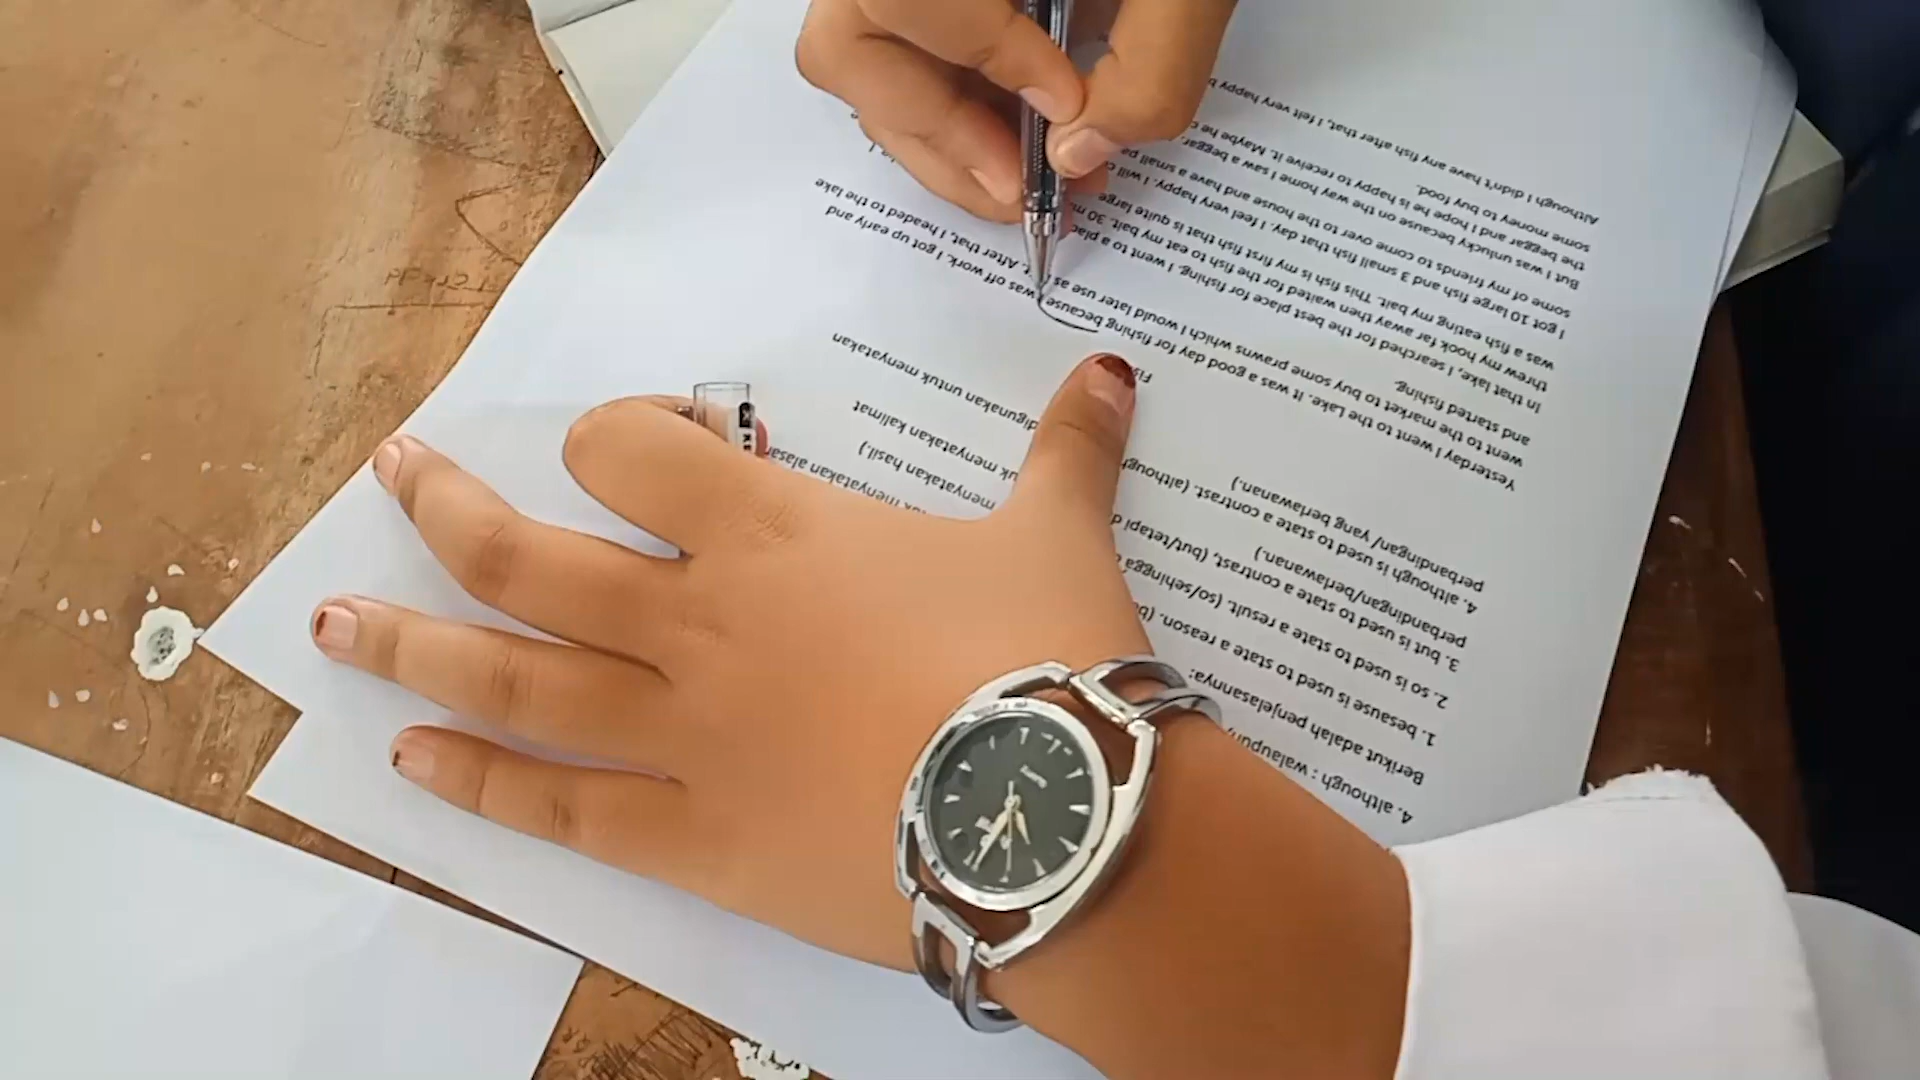 4. although : walaupun,
Berikut adalah penjelasannya:
1. besause is used to state a reason. menyatakan alasan
2. so is used to state a result. (so/sehingga menyatakan hasil.)
3. but is used to state a contrast, (but/tetapi menyatakan kalimat
perbandingan/berlawanan.)
4. although is used to state a contrast. (although digunakan untuk menyatakan
perbandingan/ yang berlawanan.)
Yesterday I went to the Lake. It was a good day for fishing because I was off work. I got up early and
went to the market to buy some prawns which I would later use as After that, I headed to the lake
and started fishing.
In that lake, I searched for the best place for fishing. I went to a
threw my hook far away then waited for the fish to eat my bait. 30
was a fish eating my bait. This fish is my first fish that is quite large
I got 10 large fish and 3 small fish that day. I feel very happy. I will
some of my friends to come over to the house and have a small
But I was unlucky because on the way home I saw a beggar.
the beggar and I hope he is happy to receive it. Maybe he
some money to buy food.
Although I didn't have any fish after that, I felt very happy